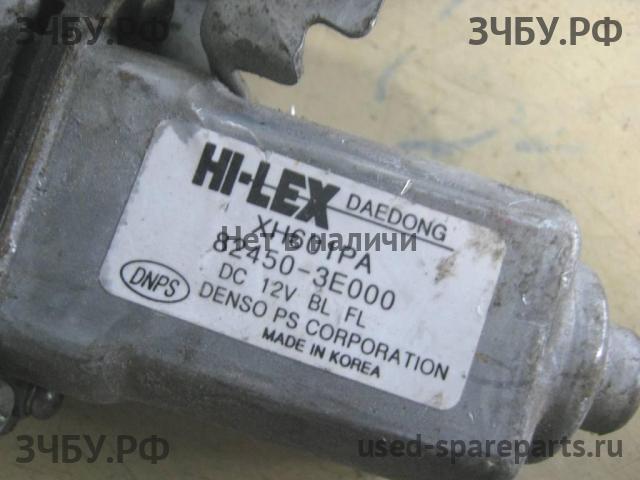 ЗЧБУ.РФ
ЗЧБУ.РФ
HI-LEX DAEDONG
XH601PA
Нет в наличи
82450-3E000
DC 12V BL FL
DNPS
DENSO PS CORPORATION
MADE IN KOREA
ЗЧБУ.РФ
used-spareparts.ru